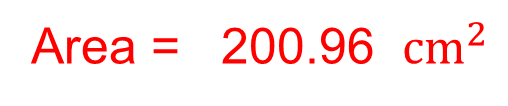 Area = 200.96 cm²